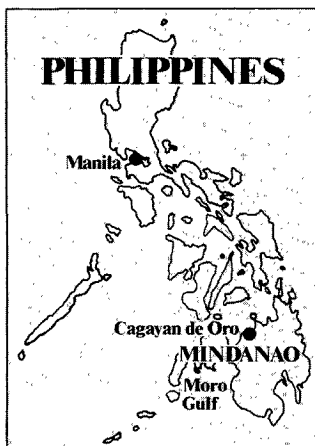 PHILIPPINES
Manila
Cagayan de Oro
MINDANAO
Moro
Gulf